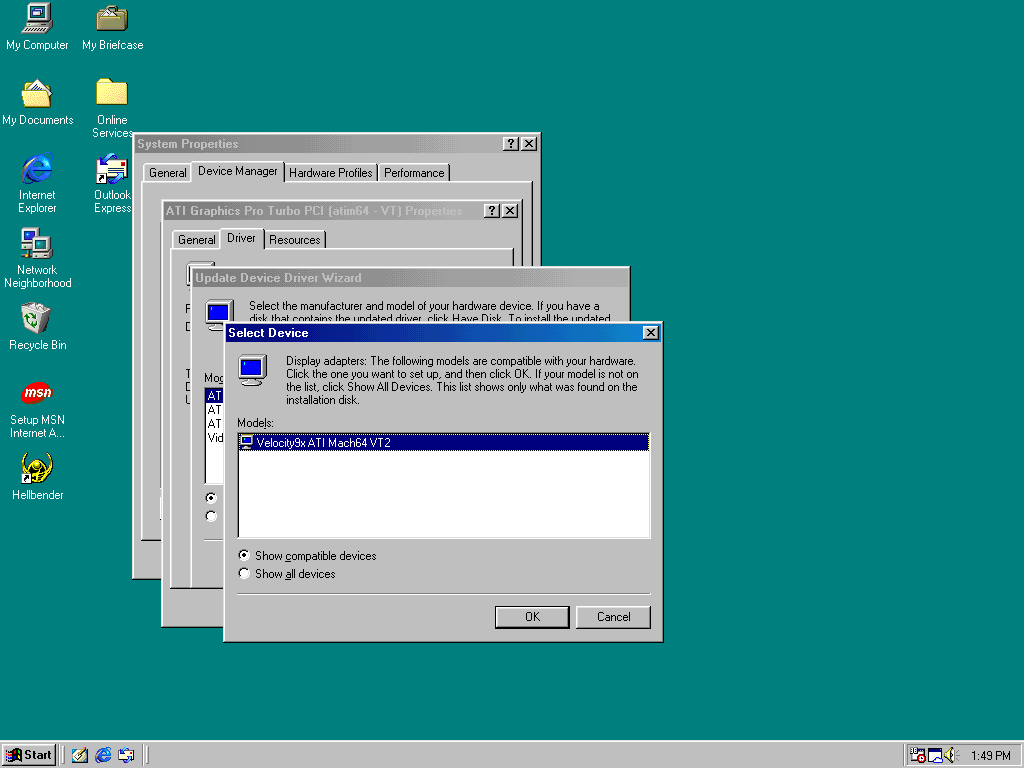 My Computer
My Briefcase
My Documents
Online
Services
Internet
Explorer
Outlook
Express
Network
Neighborhood
Recycle Bin
msn
Setup MSN
Internet A...
Hellbender
System Properties
General
Device Manager
Hardware Profiles
Performance
ATI Graphics Pro Turbo PCI (atim64 - VT) Properties
General
Driver
Resources
Update Device Driver Wizard
Select the manufacturer and model of your hardware device. If you have a
disk that contains the updated driver, click Have Disk. To install the updated
Select Device
Display adapters: The following models are compatible with your hardware.
Click the one you want to set up, and then click OK. If your model is not on
the list, click Show All Devices. This list shows only what was found on the
installation disk.
Models:
Velocity9x ATI Mach64 VT2
Show compatible devices
Show all devices
OK
Cancel
Start
1:49 PM